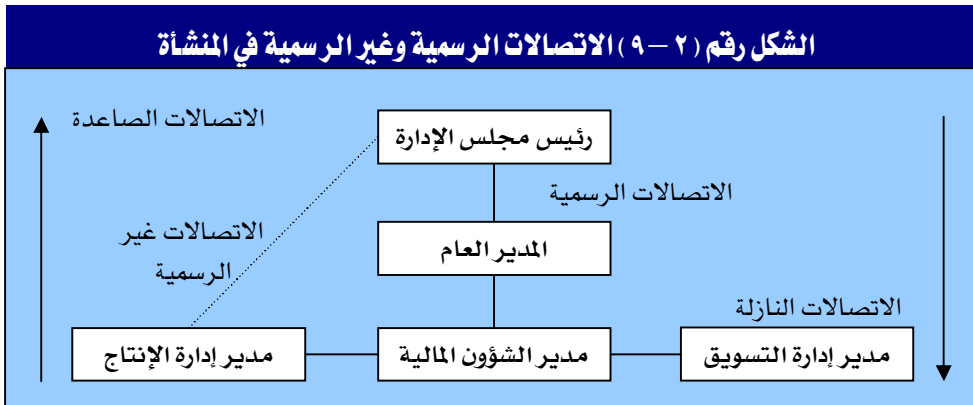 الشكل رقم (٢ – ٩) الاتصالات الرسمية وغير الرسمية في المنشأة
الاتصالات الصاعدة
رئيس مجلس الإدارة
الاتصالات الرسمية
الاتصالات غير
الرسمية
المدير العام
الاتصالات النازلة
مدير إدارة التسويق
مدير الشؤون المالية
مدير إدارة الإنتاج